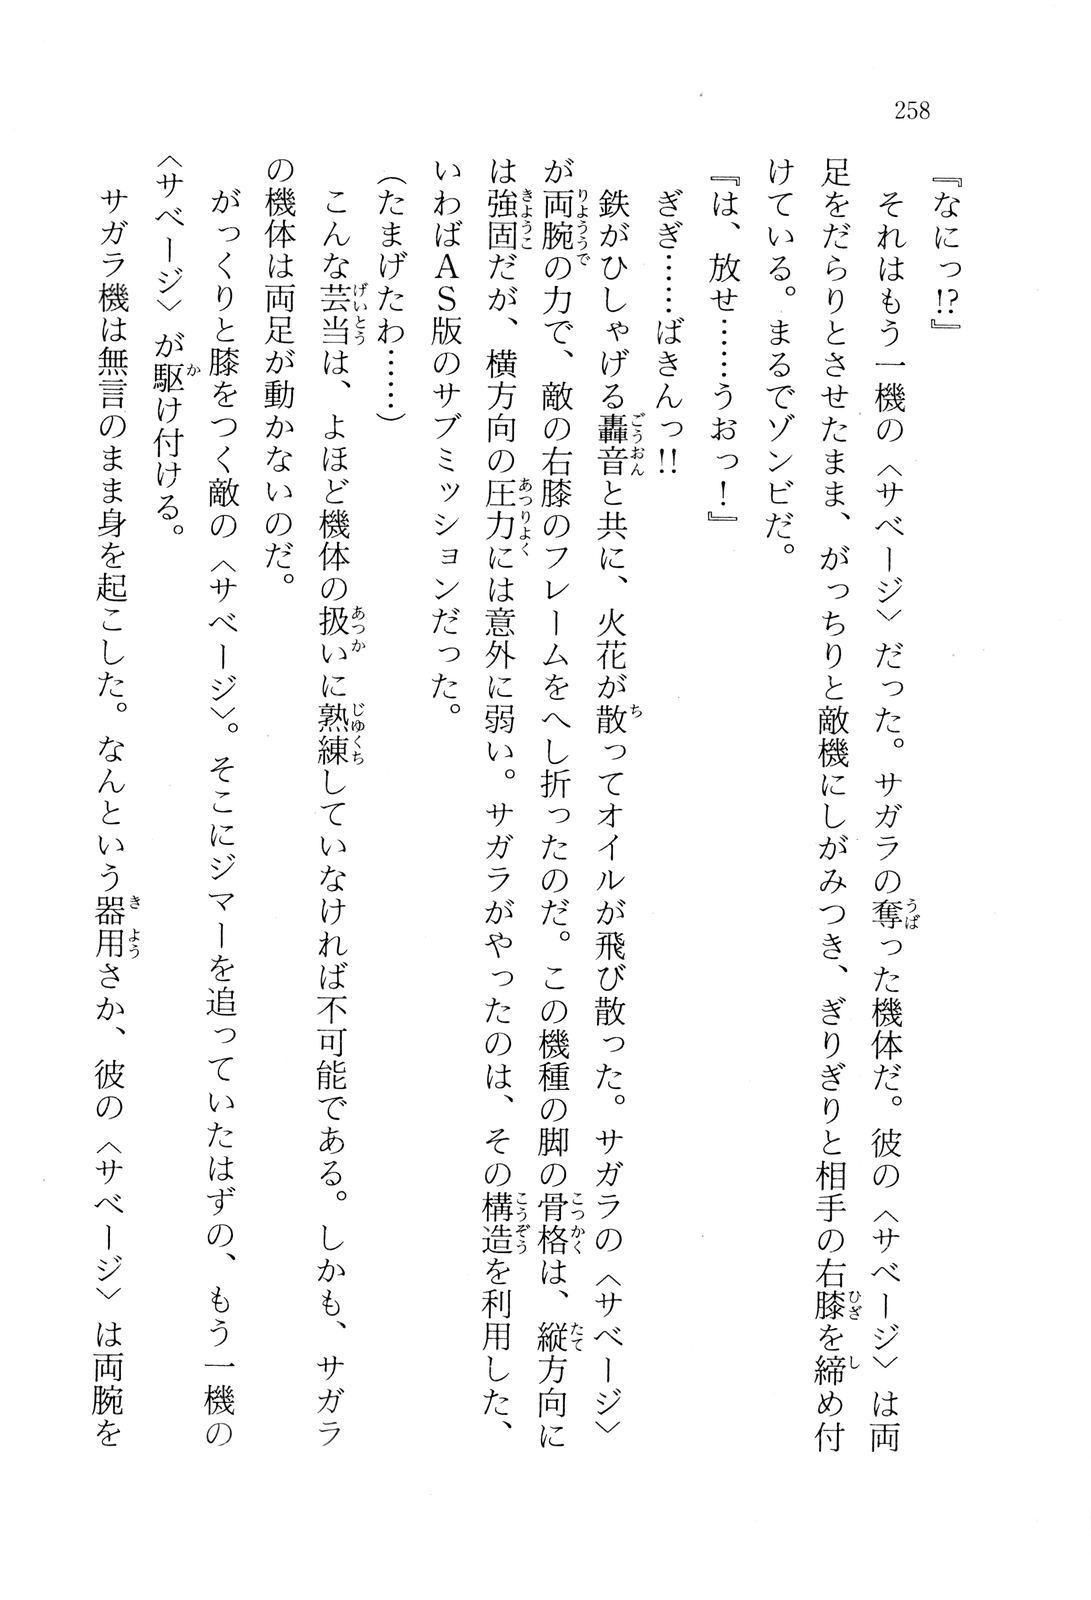 258
『なにっ!?』
　それはもう一機の〈サベージ〉だった。サガラの奪った機体だ。彼の〈サベージ〉は両
足をだらりとさせたまま、がっちりと敵機にしがみつき、ぎりぎりと相手の右膝を締め付
けている。まるでゾンビだ。
『は、放せ……うおっ！』
　ぎぎ……ばきんっ!!
　鉄がひしゃげる轟音と共に、火花が散ってオイルが飛び散った。サガラの〈サベージ〉
が両腕の力で、敵の右膝のフレームをへし折ったのだ。この機種の脚の骨格は、縦方向に
は強固だが、横方向の圧力には意外に弱い。サガラがやったのは、その構造を利用した、
いわばＡＳ版のサブミッションだった。
（たまげたわ……）
　こんな芸当は、よほど機体の扱いに熟練していなければ不可能である。しかも、サガラ
の機体は両足が動かないのだ。
　がっくりと膝をつく敵の〈サベージ〉。そこにジマーを追っていたはずの、もう一機の
〈サベージ〉が駆け付ける。
　サガラ機は無言のまま身を起こした。なんという器用さか、彼の〈サベージ〉は両腕を